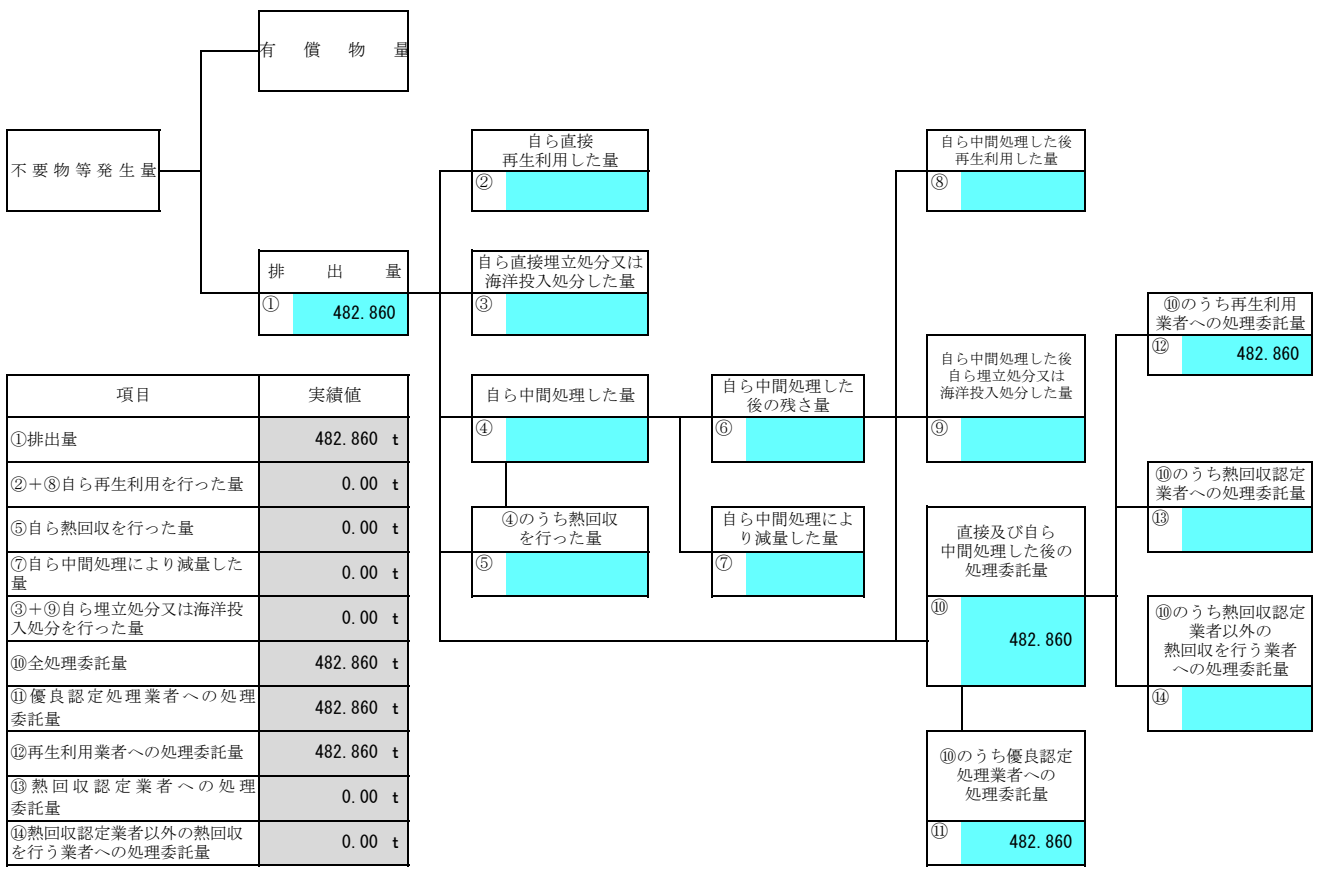 有償物量
不要物等発生量
排出量
① 482.860
自ら直接
再生利用した量
②
自ら直接埋立処分又は
海洋投入処分した量
③
自ら中間処理した量
④
④のうち熱回収
を行った量
⑤
自ら中間処理した
後の残さ量
⑥
自ら中間処理によ
り減量した量
⑦
自ら中間処理した後
再生利用した量
⑧
自ら中間処理した後
自ら埋立処分又は
海洋投入処分した量
⑨
直接及び自ら
中間処理した後の
処理委託量
⑩ 482.860
⑩のうち優良認定
処理業者への
処理委託量
⑪ 482.860
⑩のうち再生利用
業者への処理委託量
⑫ 482.860
⑩のうち熱回収認定
業者への処理委託量
⑬
⑩のうち熱回収認定
業者以外の
熱回収を行う業者
への処理委託量
⑭
項目 実績値
①排出量 482.860 t
②+⑧自ら再生利用を行った量 0.00 t
⑤自ら熱回収を行った量 0.00 t
⑦自ら中間処理により減量した
量 0.00 t
③+⑨自ら埋立処分又は海洋投
入処分を行った量 0.00 t
⑩全処理委託量 482.860 t
⑪優良認定処理業者への処理
委託量 482.860 t
⑫再生利用業者への処理委託量 482.860 t
⑬熱回収認定業者への処理
委託量 0.00 t
⑭熱回収認定業者以外の熱回収
を行う業者への処理委託量 0.00 t